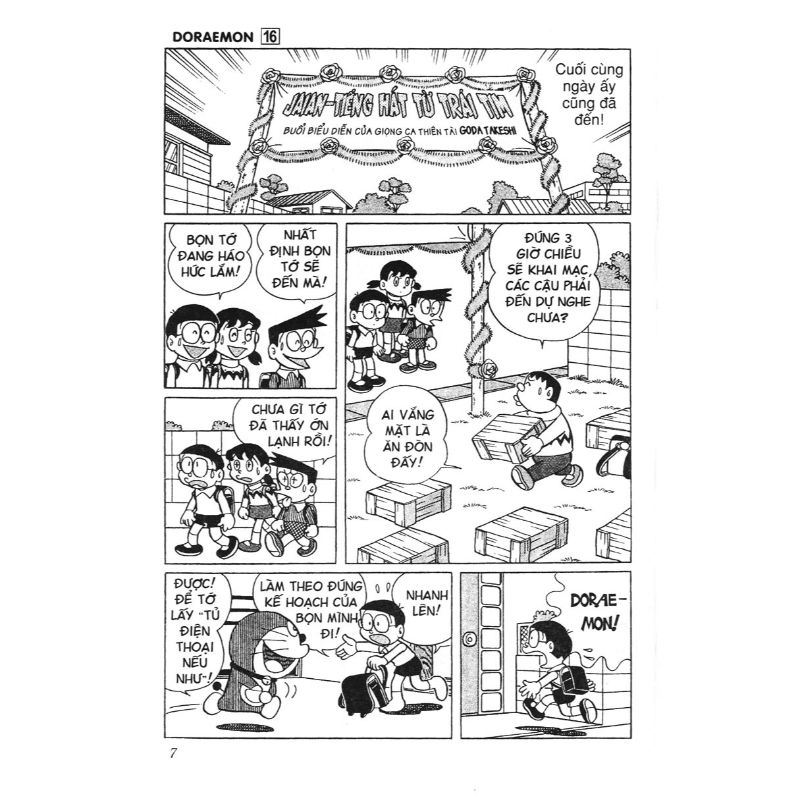 DORAEMON 16
Cuối cùng
ngày ấy
cũng đã
đến!
JAIAN-TIẾNG HÁT TỪ TRÁI TIM
BUỔI BIỂU DIỄN CỦA GIỌNG CA THIÊN TÀI GODA TAKESHI
ĐÚNG 3
GIỜ CHIỀU
SẼ KHAI MẠC,
CÁC CẬU PHẢI
ĐẾN DỰ NGHE
CHƯA?
AI VẮNG
MẶT LÀ
ĂN ĐÒN
ĐẤY!
NHẤT
ĐỊNH BỌN
TỚ SẼ
ĐẾN MÀ!
BỌN TỚ
ĐANG HÁO
HỨC LẮM!
CHƯA GÌ TỚ
ĐÃ THẤY ỚN
LẠNH RỒI!
DORAE-
MON!
NHANH
LÊN!
LÀM THEO ĐÚNG
KẾ HOẠCH CỦA
BỌN MÌNH
ĐI!
ĐƯỢC!
ĐỂ TỚ
LẤY "TỦ
ĐIỆN
THOẠI
NẾU
NHƯ"!
7